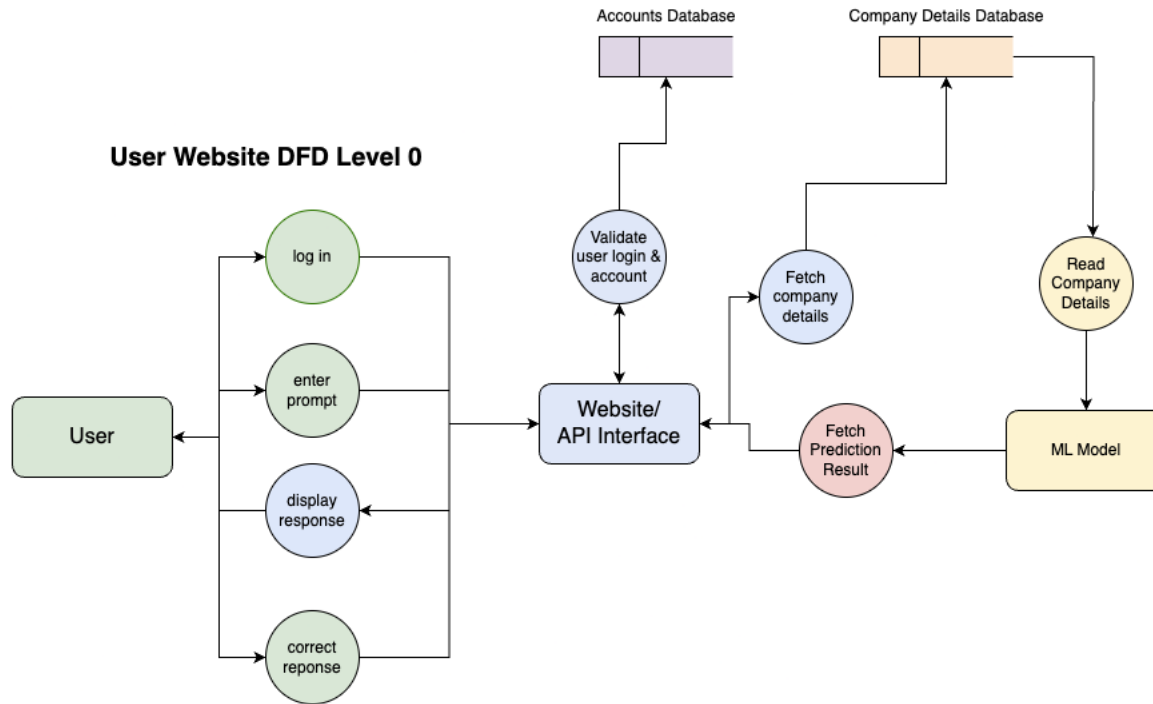 Accounts Database
Company Details Database
User Website DFD Level 0
log in
Validate
user login &
account
Fetch
company
details
Read
Company
Details
enter
prompt
User
Website/
API Interface
Fetch
Prediction
Result
ML Model
display
response
correct
reponse